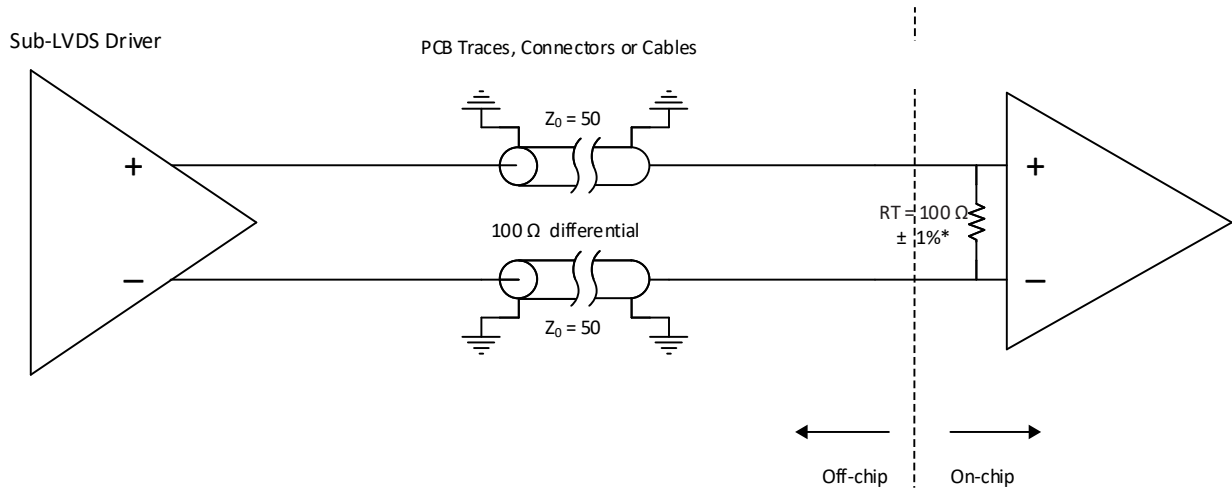 Sub-LVDS Driver
PCB Traces, Connectors or Cables
Z0 = 50
+
+
RT = 100 Ω
± 1%*
100 Ω differential
−
−
Z0 = 50
Off-chip
On-chip